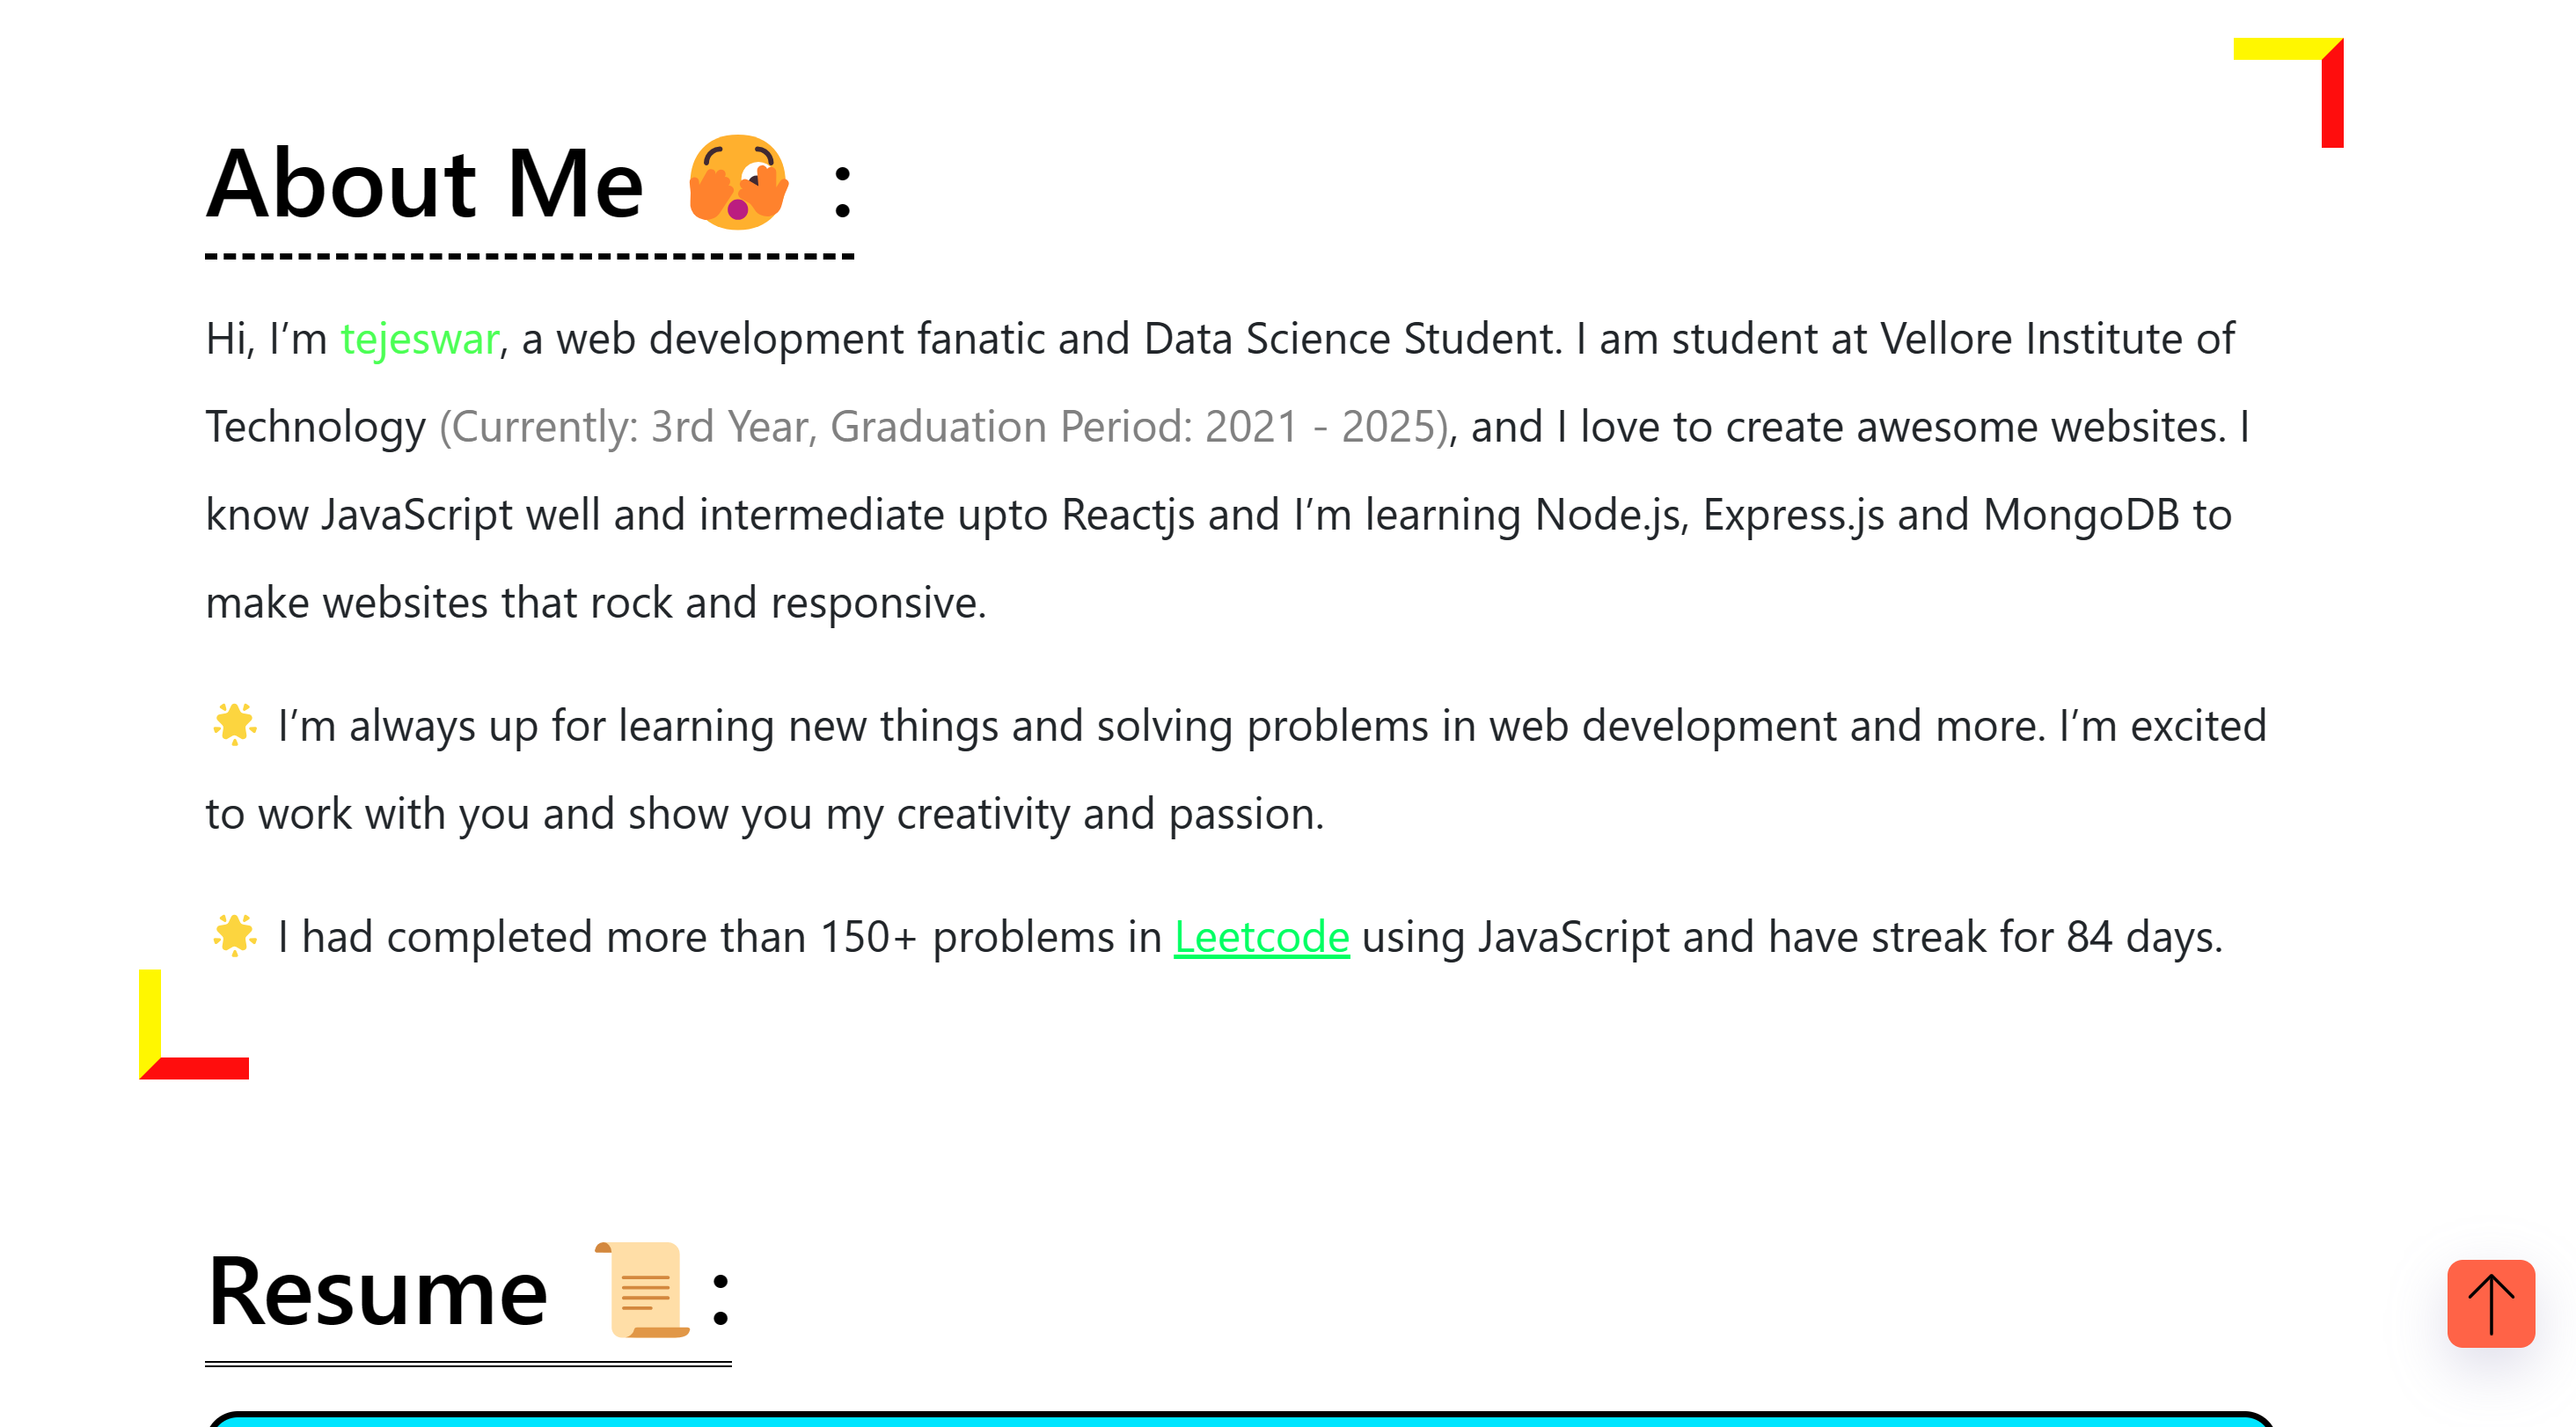 About Me 🫣 :
Hi, I’m tejeswar, a web development fanatic and Data Science Student. I am student at Vellore Institute of
Technology (Currently: 3rd Year, Graduation Period: 2021 - 2025), and I love to create awesome websites. I
know JavaScript well and intermediate upto Reactjs and I’m learning Node.js, Express.js and MongoDB to
make websites that rock and responsive.
🌟 I’m always up for learning new things and solving problems in web development and more. I’m excited
to work with you and show you my creativity and passion.
🌟 I had completed more than 150+ problems in Leetcode using JavaScript and have streak for 84 days.
Resume 📜 :